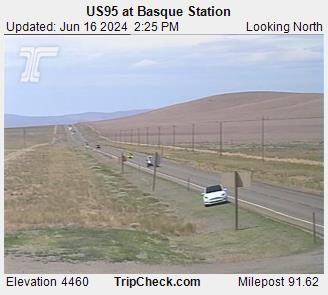 US95 at Basque Station
Updated: Jun 16 2024 2:25 PM Looking North
Elevation 4460 TripCheck.com Milepost 91.62